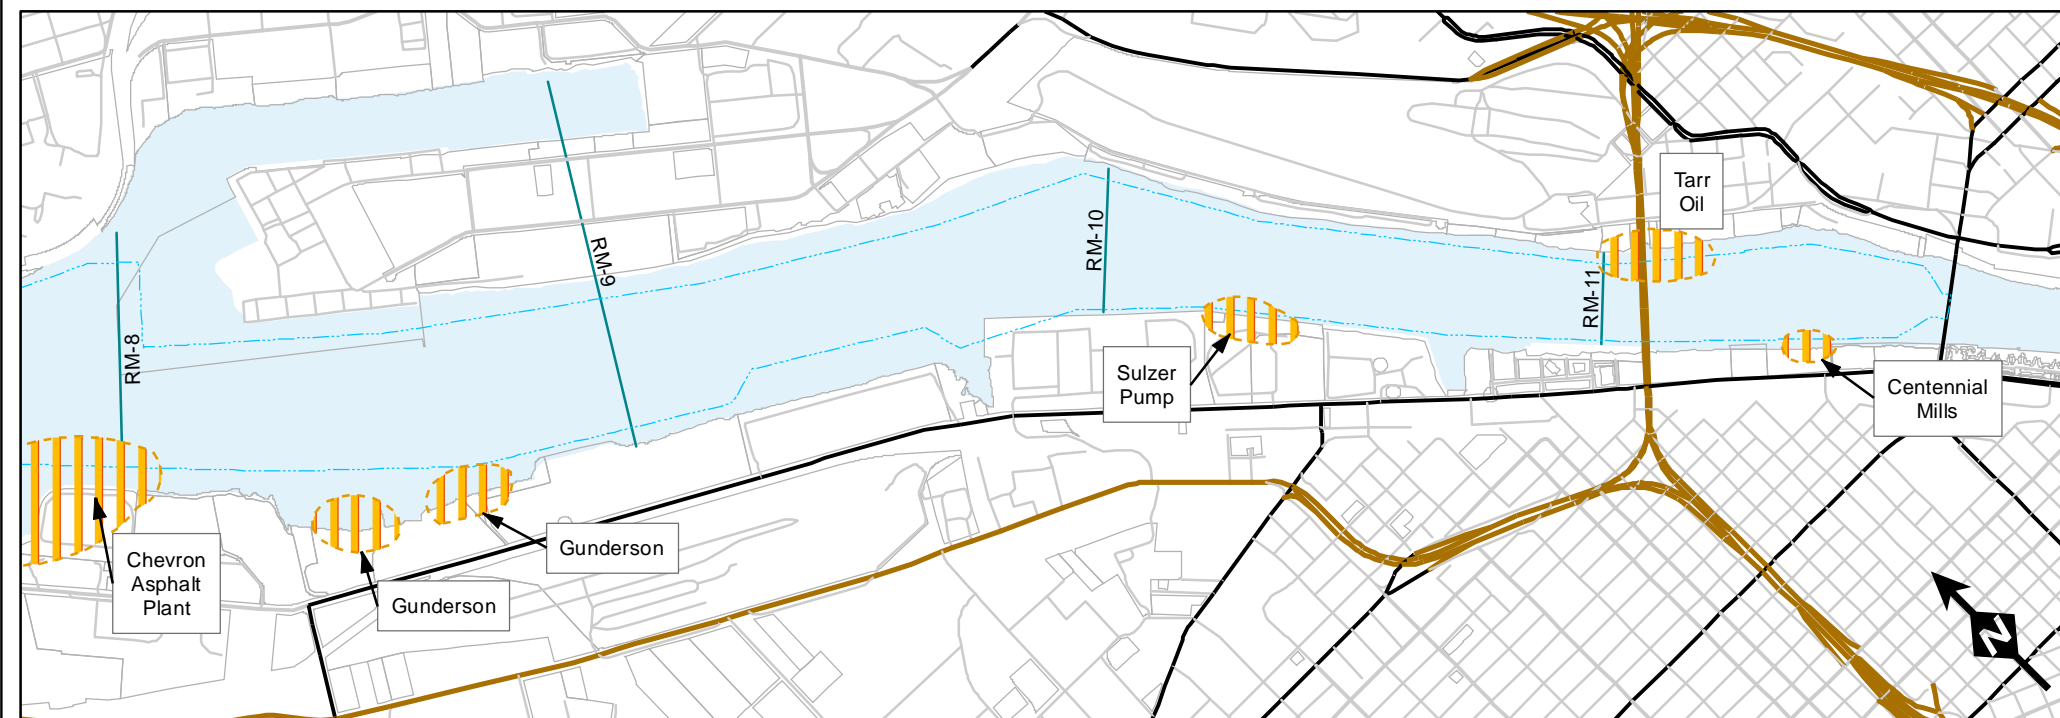 Tarr
Oil
RM-10
RM-9
RM-11
RM-8
Sulzer
Pump
Centennial
Mills
Gunderson
Chevron
Asphalt
Plant
Gunderson
N